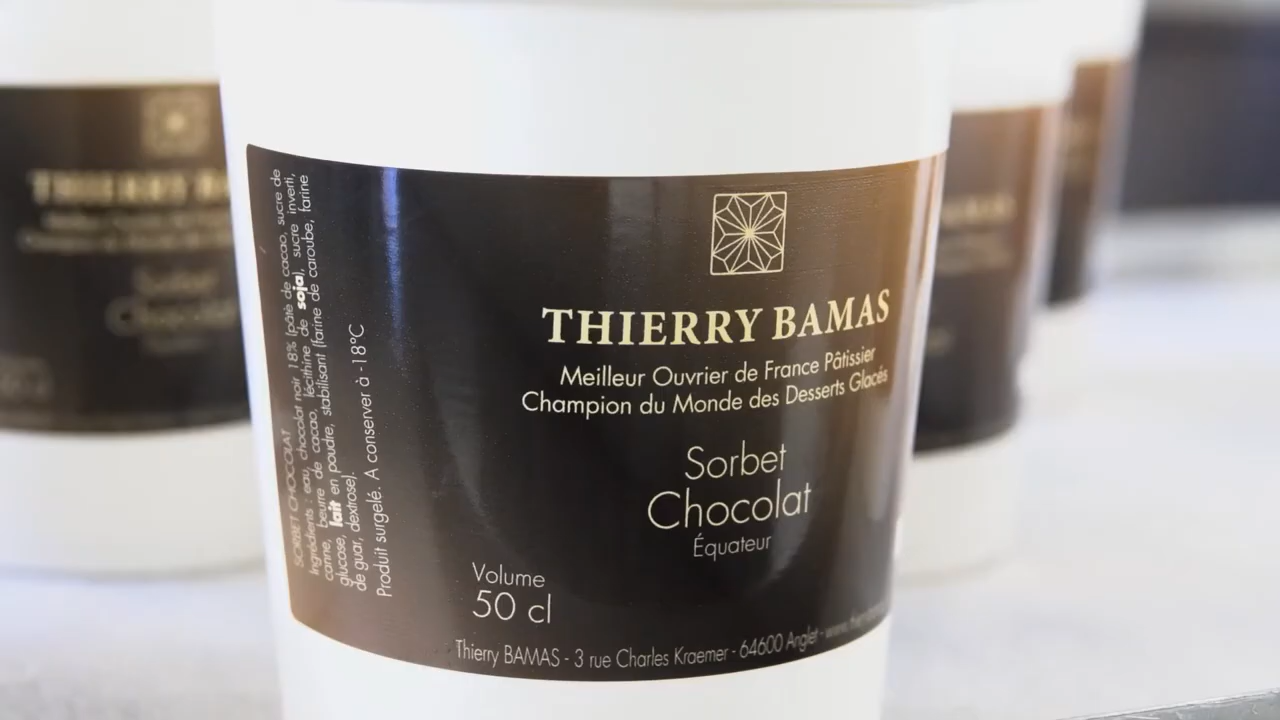 THIERRY BAMAS
Meilleur Ouvrier de France Pâtissier
Champion du Monde des Desserts Glacés
Sorbet
Chocolat
Équateur
Volume
50 cl
Thierry BAMAS - 3 rue Charles Kraemer - 64600 Anglet -
SORBET CHOCOLAT
Ingrédients : eau, chocolat noir 18% (pâte de cacao, sucre de
canne, beurre de cacao, lécithine de soja), sucre inverti,
glucose, lait en poudre, stabilisant (farine de caroube, farine
de guar, dextrose).
Produit surgelé. A conserver à -18°C
THIERRY
Sorbet